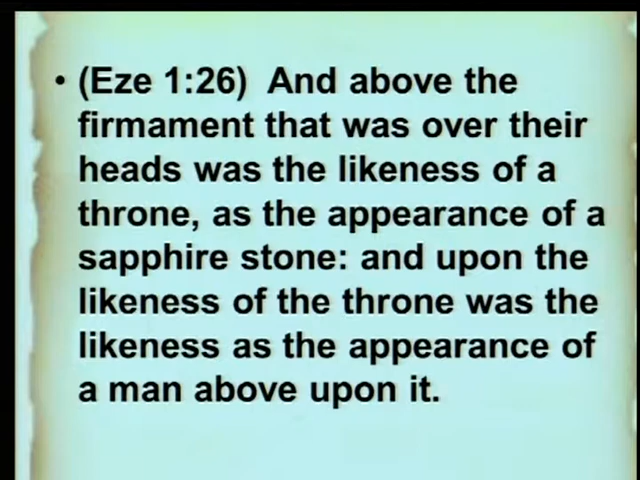 • (Eze 1:26)  And above the
firmament that was over their
heads was the likeness of a
throne, as the appearance of a
sapphire stone: and upon the
likeness of the throne was the
likeness as the appearance of
a man above upon it.